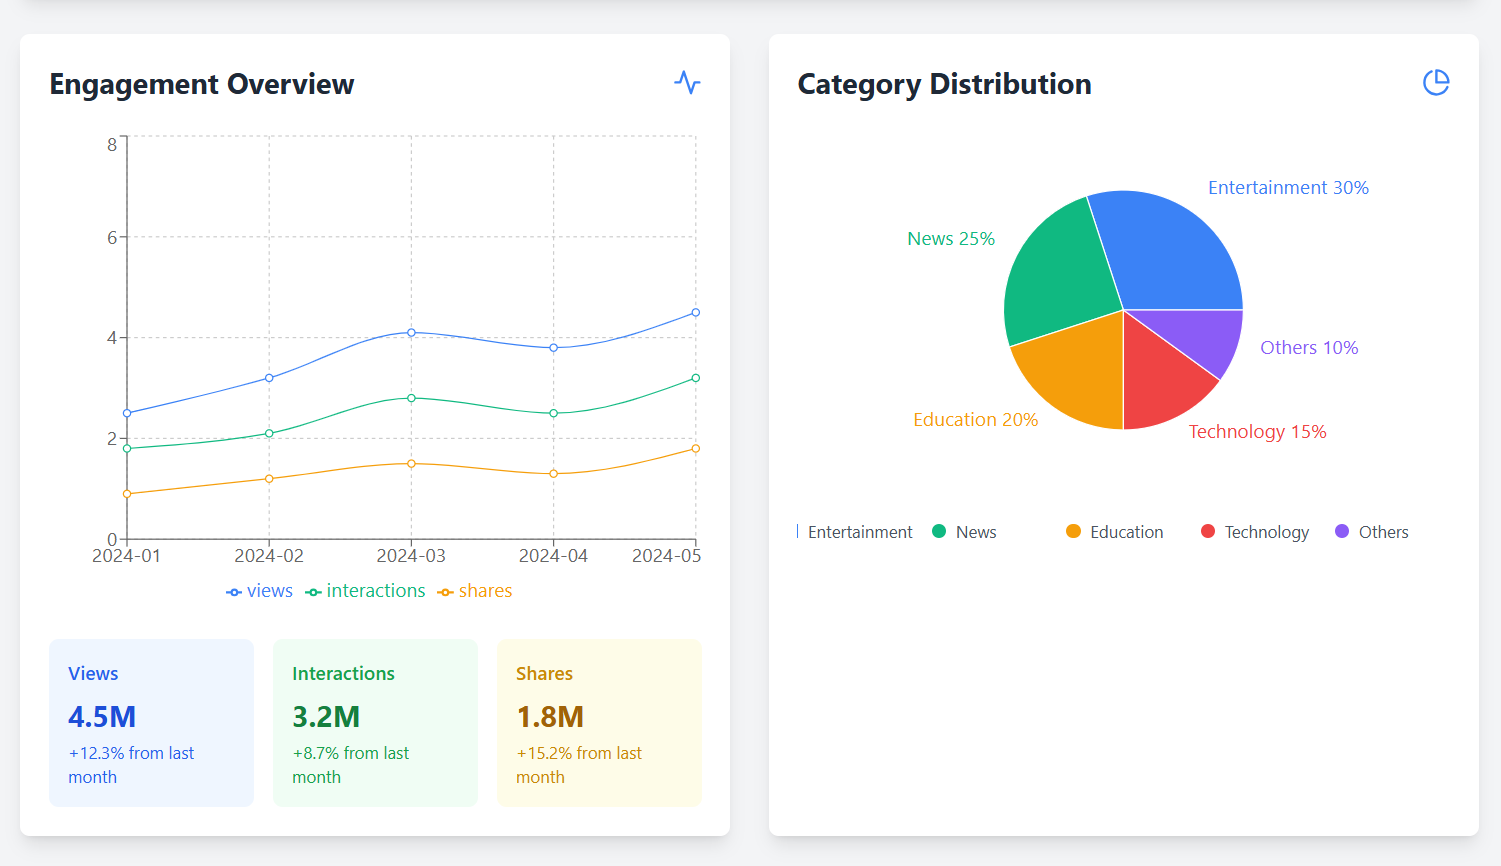 Engagement Overview
8
6
4
2
0
2024-01 2024-02 2024-03 2024-04 2024-05
views interactions shares
Views
4.5M
+12.3% from last
month
Interactions
3.2M
+8.7% from last
month
Shares
1.8M
+15.2% from last
month
Category Distribution
Entertainment 30%
News 25%
Others 10%
Education 20%
Technology 15%
Entertainment News Education Technology Others